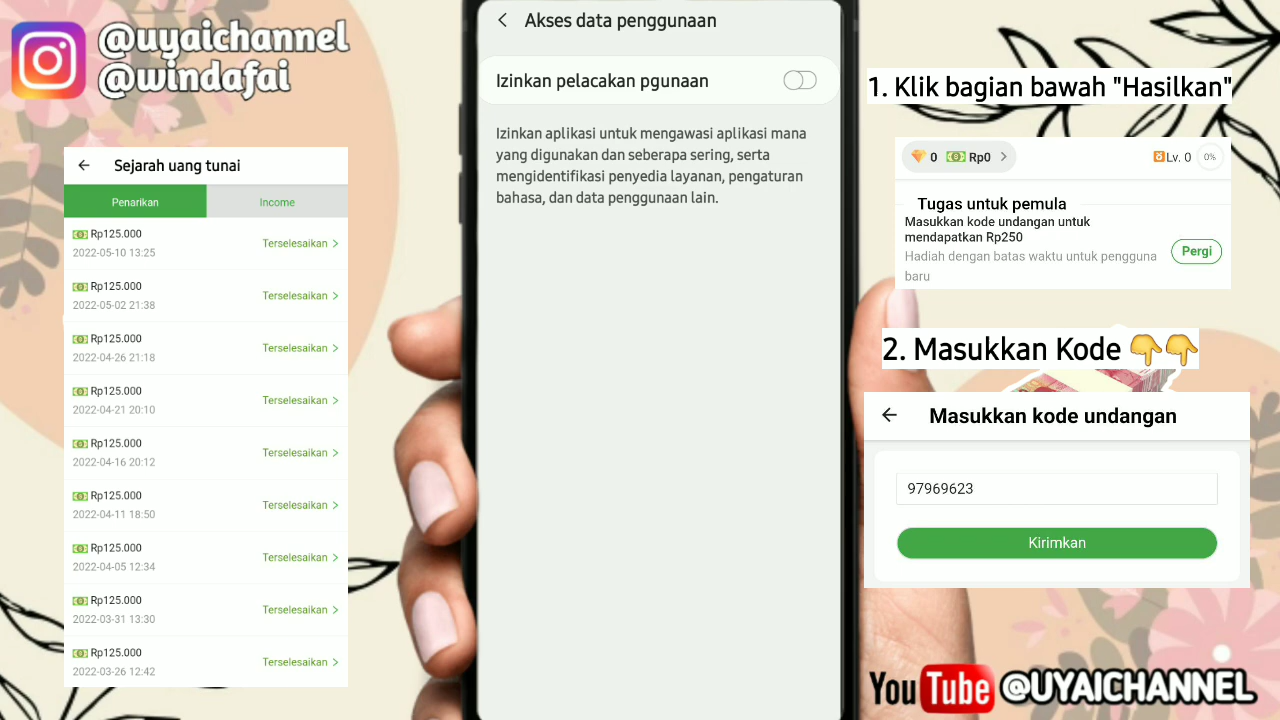 @uyaichannel
@windafai
Sejarah uang tunai
Penarikan Income
Rp125.000
2022-05-10 13:25
Terselesaikan
Rp125.000
2022-05-02 21:38
Terselesaikan
Rp125.000
2022-04-26 21:18
Terselesaikan
Rp125.000
2022-04-21 20:10
Terselesaikan
Rp125.000
2022-04-16 20:12
Terselesaikan
Rp125.000
2022-04-11 18:50
Terselesaikan
Rp125.000
2022-04-05 12:34
Terselesaikan
Rp125.000
2022-03-31 13:30
Terselesaikan
Rp125.000
2022-03-26 12:42
Terselesaikan
Akses data penggunaan
Izinkan pelacakan pgunaan
Izinkan aplikasi untuk mengawasi aplikasi mana
yang digunakan dan seberapa sering, serta
mengidentifikasi penyedia layanan, pengaturan
bahasa, dan data penggunaan lain.
1. Klik bagian bawah "Hasilkan"
0 Rp0 Lv. 0 0%
Tugas untuk pemula
Masukkan kode undangan untuk
mendapatkan Rp250
Hadiah dengan batas waktu untuk pengguna
baru
Pergi
2. Masukkan Kode 👇👇
Masukkan kode undangan
97969623
Kirimkan
YouTube @UYAICHANNEL